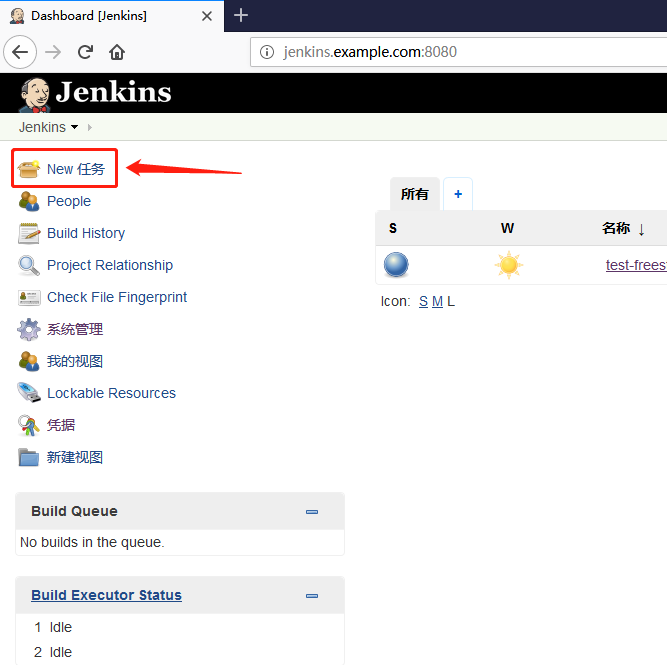 Dashboard [Jenkins]
jenkins.example.com:8080
Jenkins
Jenkins
New 任务
People
Build History
Project Relationship
Check File Fingerprint
系统管理
我的视图
Lockable Resources
凭据
新建视图
Build Queue
No builds in the queue.
Build Executor Status
1 Idle
2 Idle
所有 +
S W 名称 ↓
test-frees
Icon: S M L